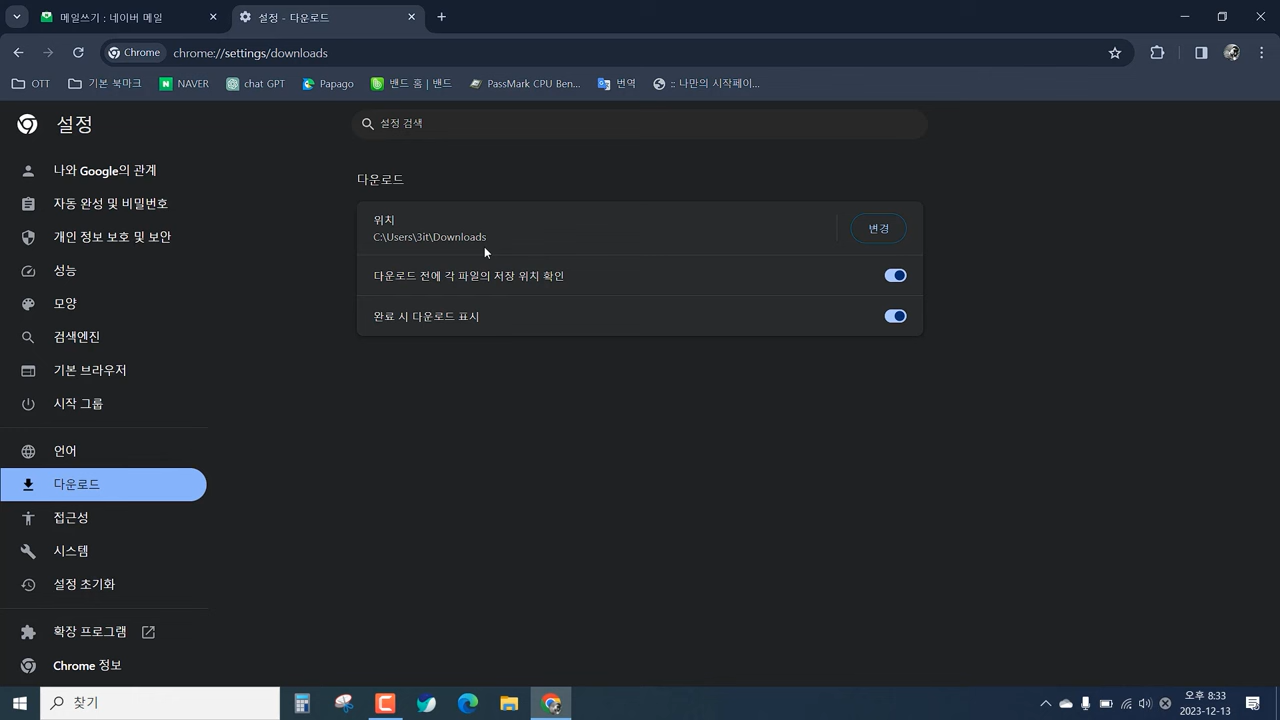 메일쓰기 : 네이버 메일
설정 - 다운로드
Chrome
chrome://settings/downloads
OTT
기본 북마크
NAVER
chat GPT
Papago
밴드 홈 | 밴드
PassMark CPU Ben...
번역
:: 나만의 시작페이...
설정
설정 검색
나와 Google의 관계
자동 완성 및 비밀번호
개인 정보 보호 및 보안
성능
모양
검색엔진
기본 브라우저
시작 그룹
언어
다운로드
접근성
시스템
설정 초기화
확장 프로그램
Chrome 정보
다운로드
위치
C:\Users\3it\Downloads
변경
다운로드 전에 각 파일의 저장 위치 확인
완료 시 다운로드 표시
찾기
오후 8:33
2023-12-13